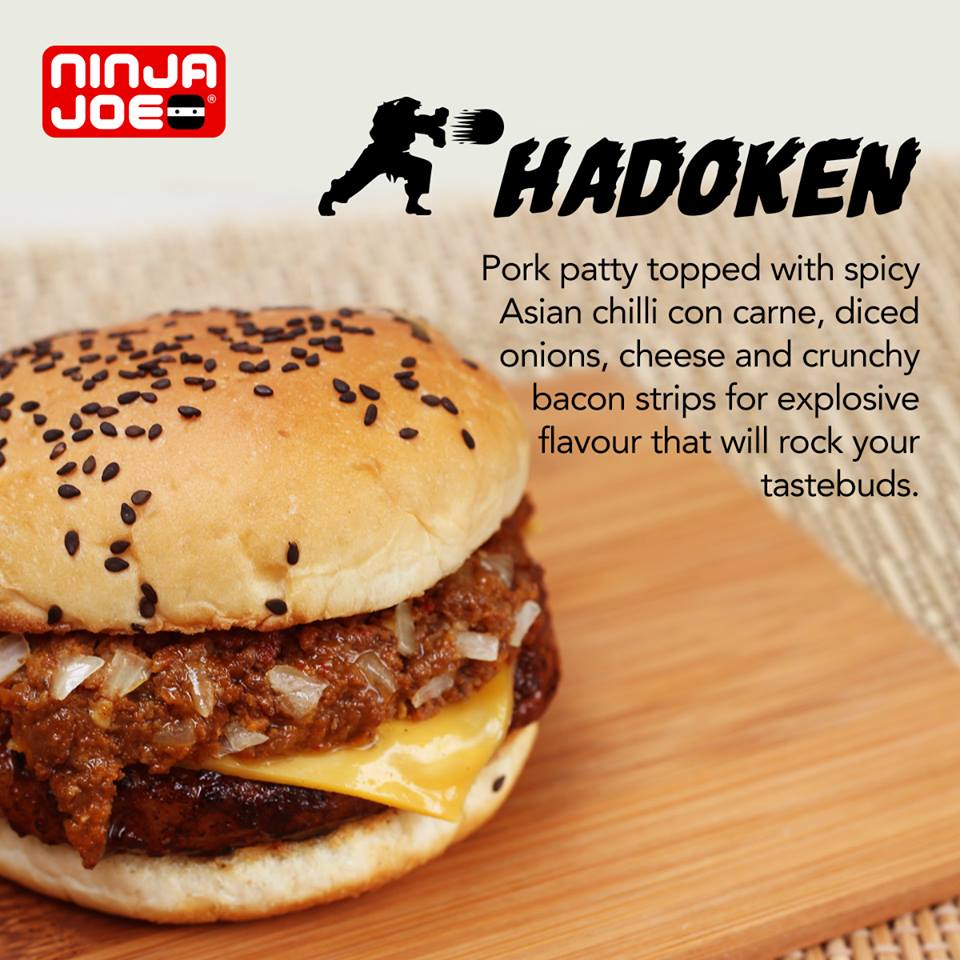 NINJA
JOE®
HADOKEN
Pork patty topped with spicy
Asian chilli con carne, diced
onions, cheese and crunchy
bacon strips for explosive
flavour that will rock your
tastebuds.